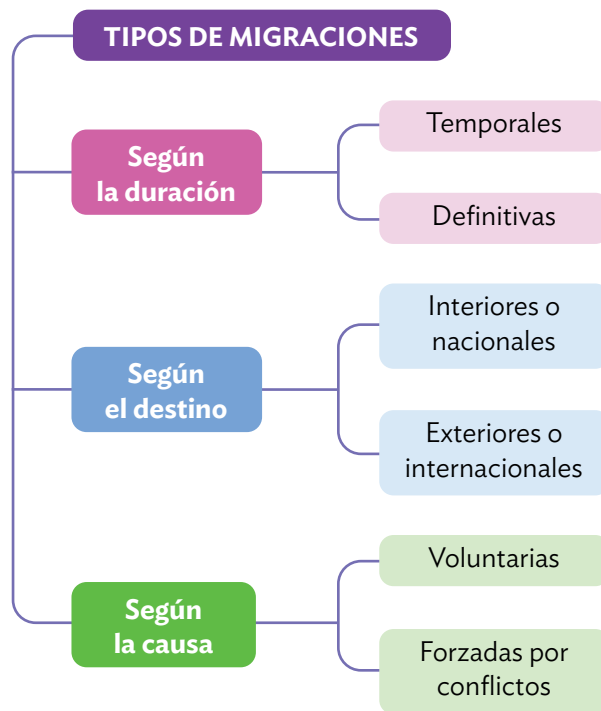 TIPOS DE MIGRACIONES
Según
la duración
Temporales
Definitivas
Según
el destino
Interiores o
nacionales
Exteriores o
internacionales
Según
la causa
Voluntarias
Forzadas por
conflictos